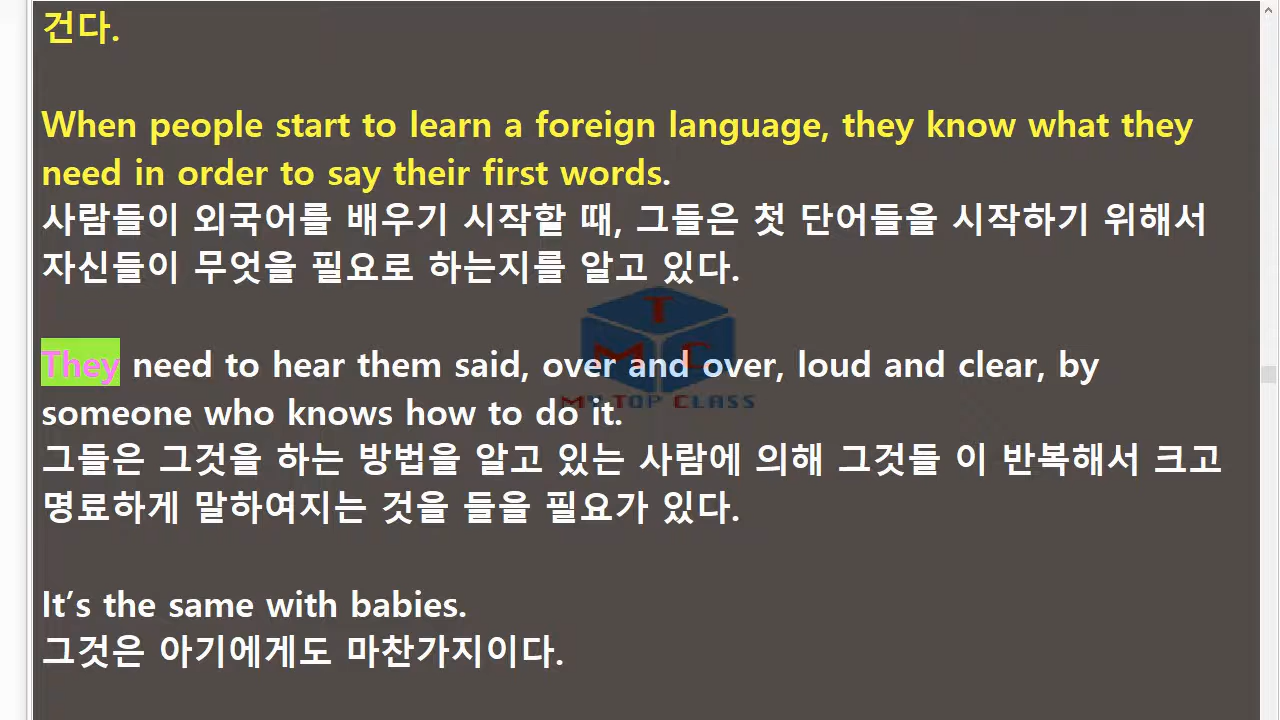 건다.
When people start to learn a foreign language, they know what they
need in order to say their first words.
사람들이 외국어를 배우기 시작할 때, 그들은 첫 단어들을 시작하기 위해서
자신들이 무엇을 필요로 하는지를 알고 있다.
They need to hear them said, over and over, loud and clear, by
someone who knows how to do it.
그들은 그것을 하는 방법을 알고 있는 사람에 의해 그것들 이 반복해서 크고
명료하게 말하여지는 것을 들을 필요가 있다.
It’s the same with babies.
그것은 아기에게도 마찬가지이다.
T
M C
MY TOP CLASS